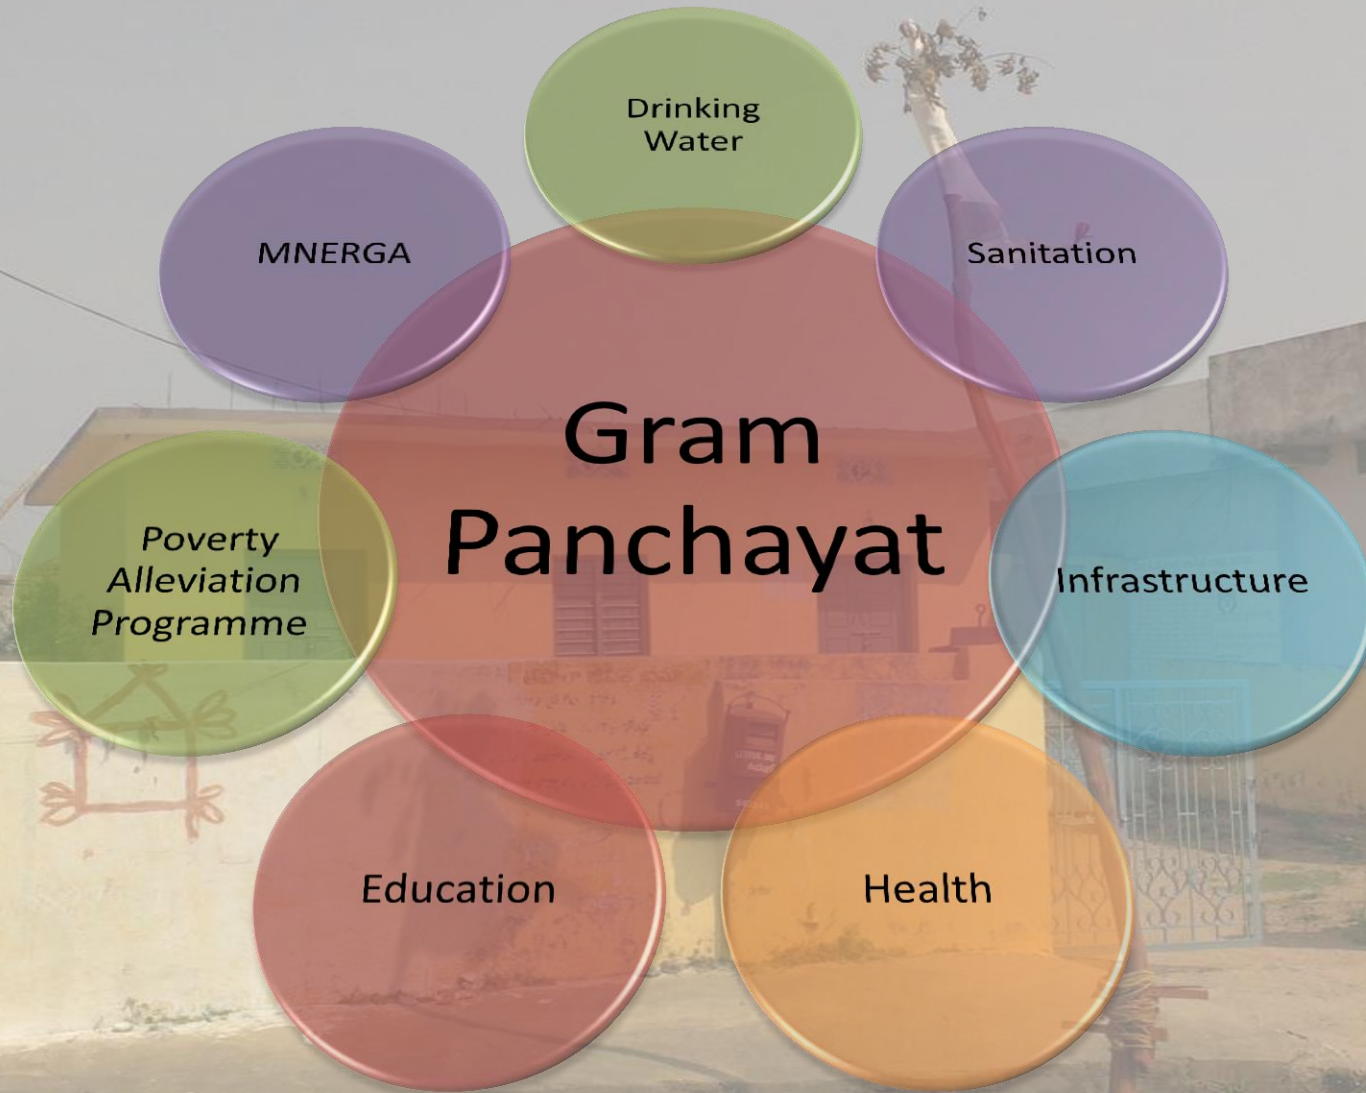 Drinking
Water
MNERGA
Sanitation
Gram
Panchayat
Poverty
Alleviation
Programme
Infrastructure
Education
Health